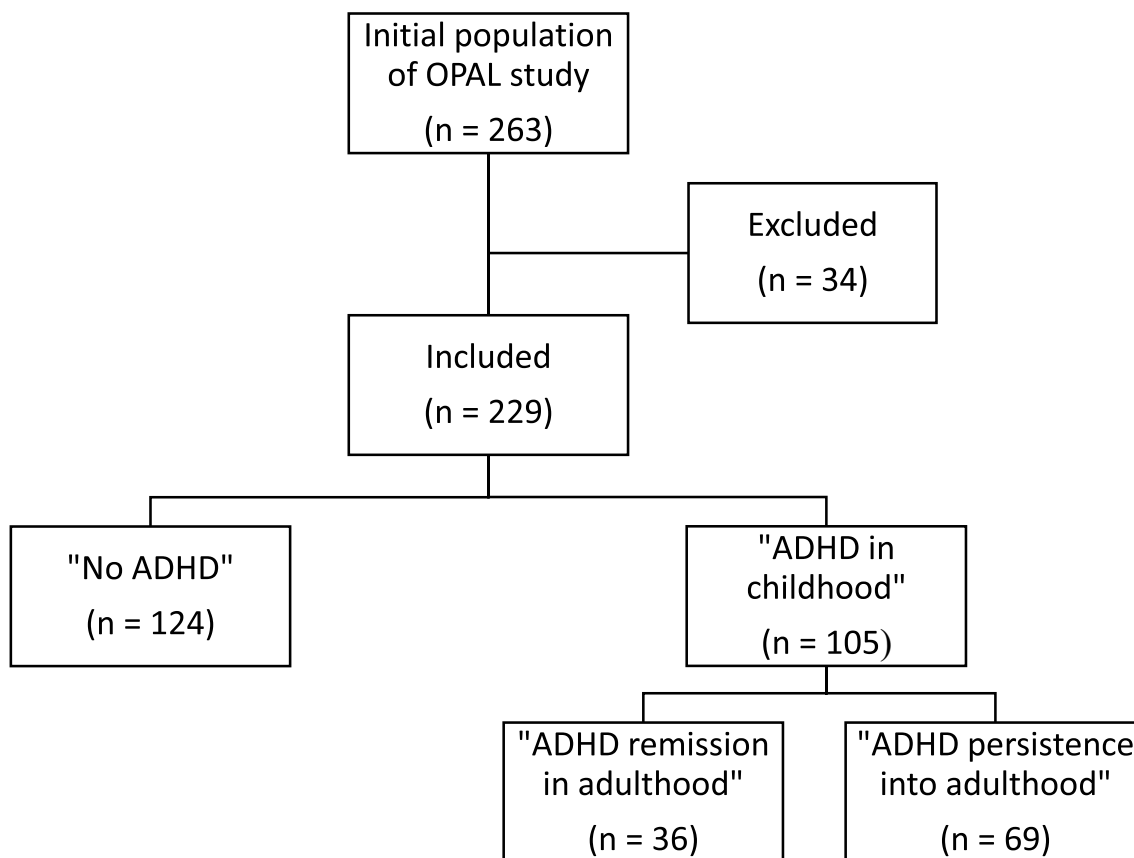 Initial population
of OPAL study
(n = 263)
Excluded
(n = 34)
Included
(n = 229)
"No ADHD"
(n = 124)
"ADHD in
childhood"
(n = 105)
"ADHD remission
in adulthood"
(n = 36)
"ADHD persistence
into adulthood"
(n = 69)